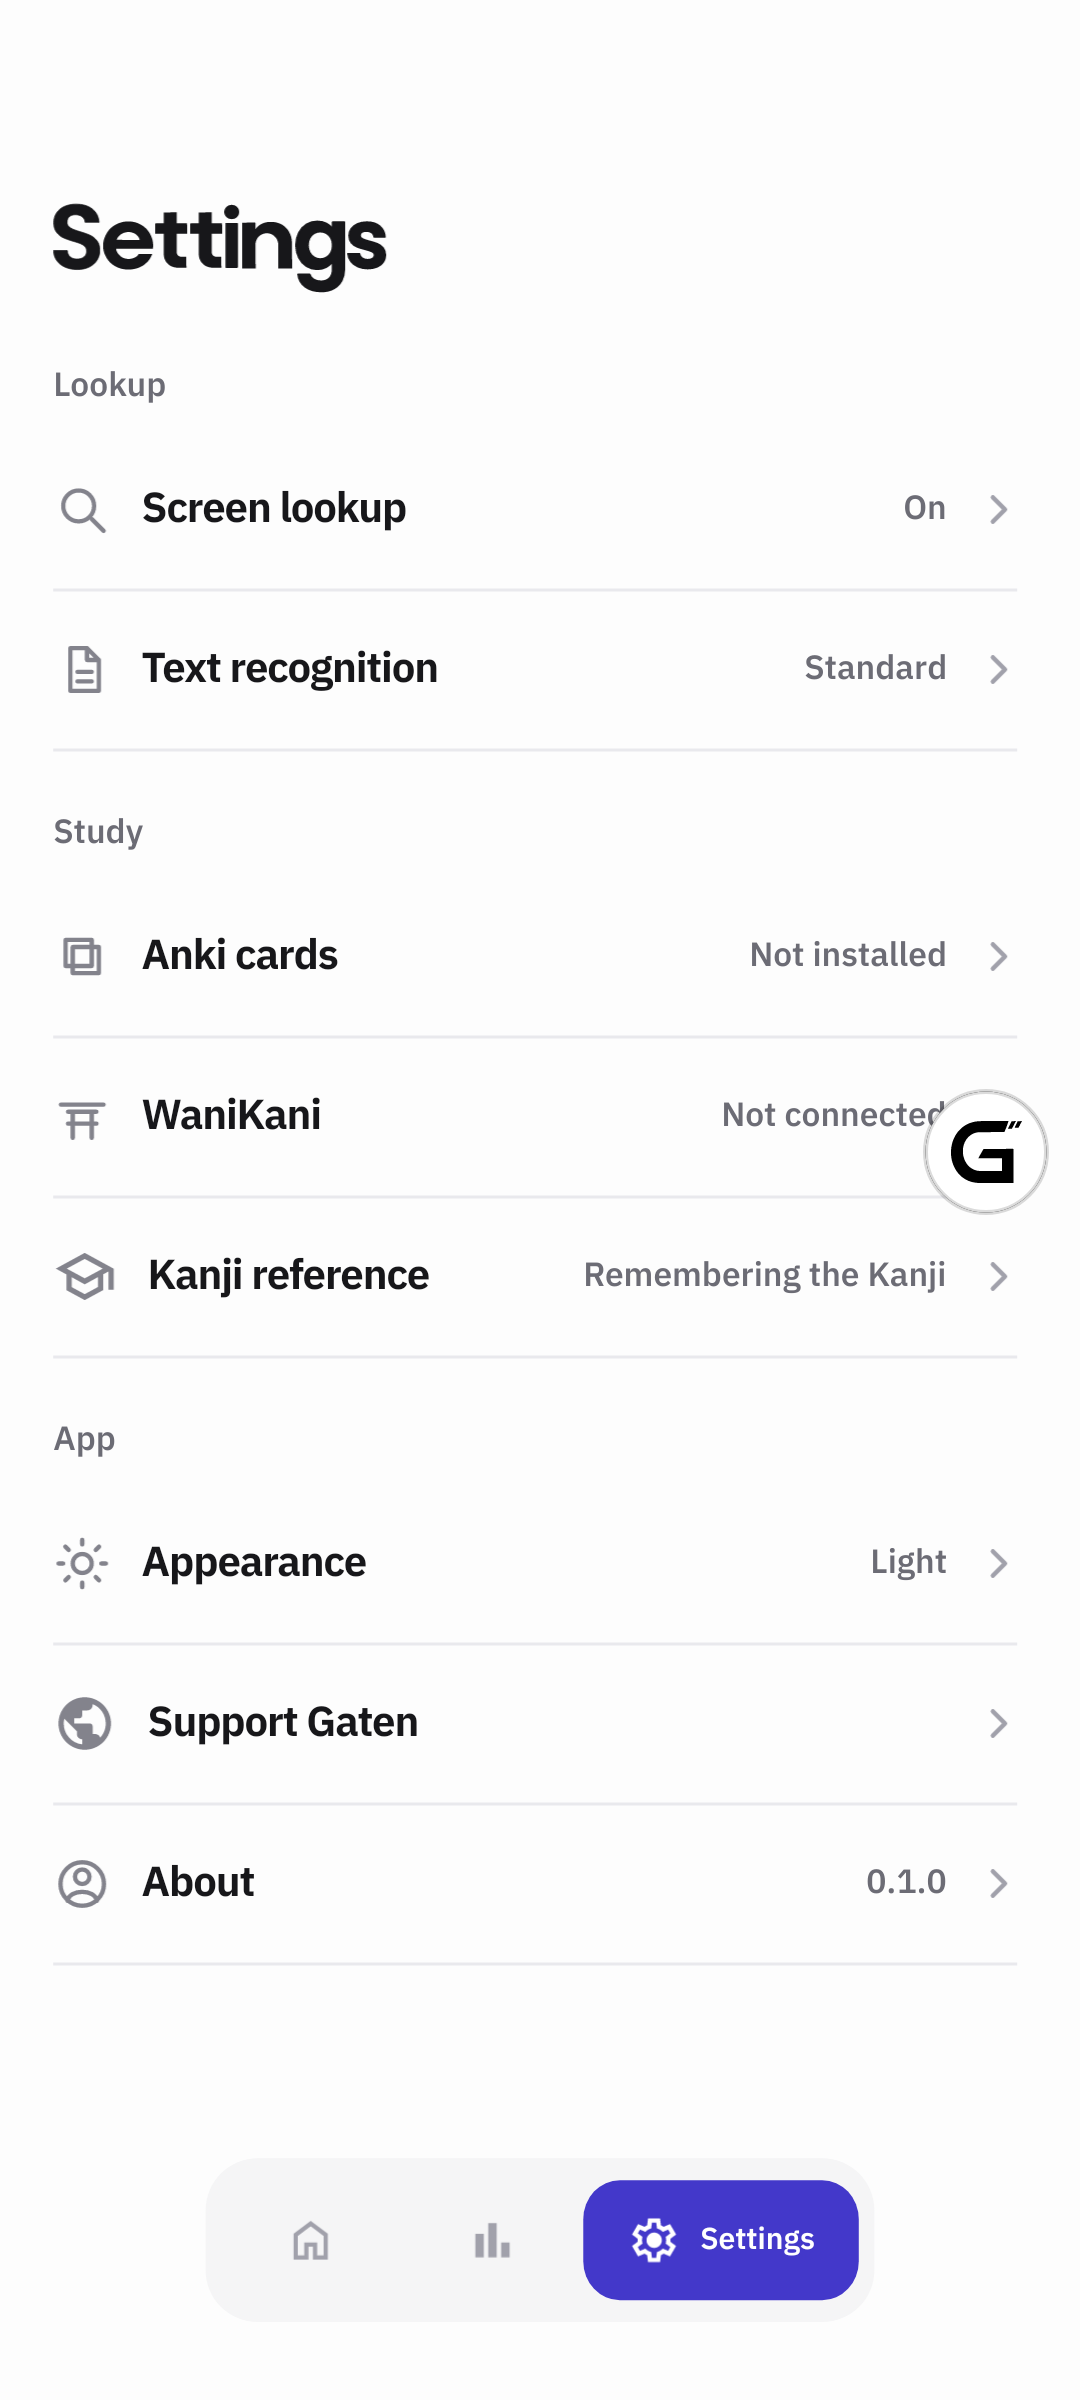 Settings
Lookup
Screen lookup On
Text recognition Standard
Study
Anki cards Not installed
WaniKani Not connected
Kanji reference Remembering the Kanji
App
Appearance Light
Support Gaten
About 0.1.0
Settings